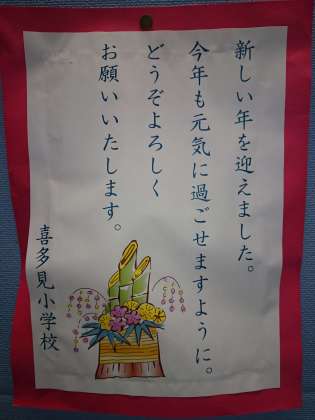 新しい年を迎えました。
今年も元気に過ごせますように。
どうぞよろしく
お願いいたします。
喜多見小学校